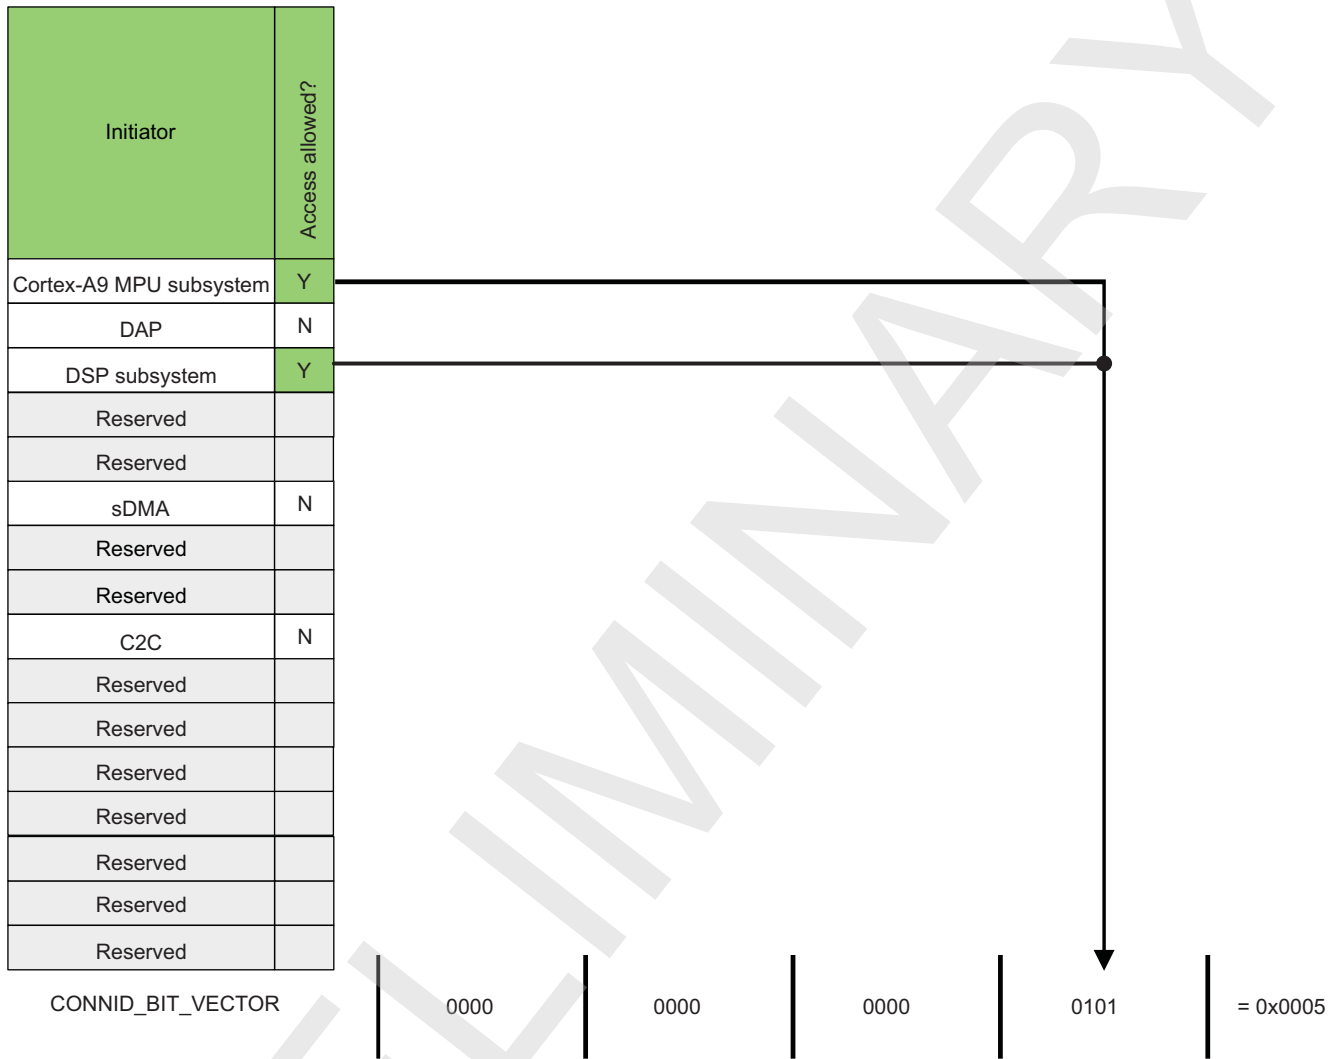 Initiator Access allowed?
Cortex-A9 MPU subsystem Y
DAP N
DSP subsystem Y
Reserved
Reserved
sDMA N
Reserved
Reserved
C2C N
Reserved
Reserved
Reserved
Reserved
Reserved
Reserved
Reserved
CONNID_BIT_VECTOR 0000 0000 0000 0101 = 0x0005
ELIMINARY